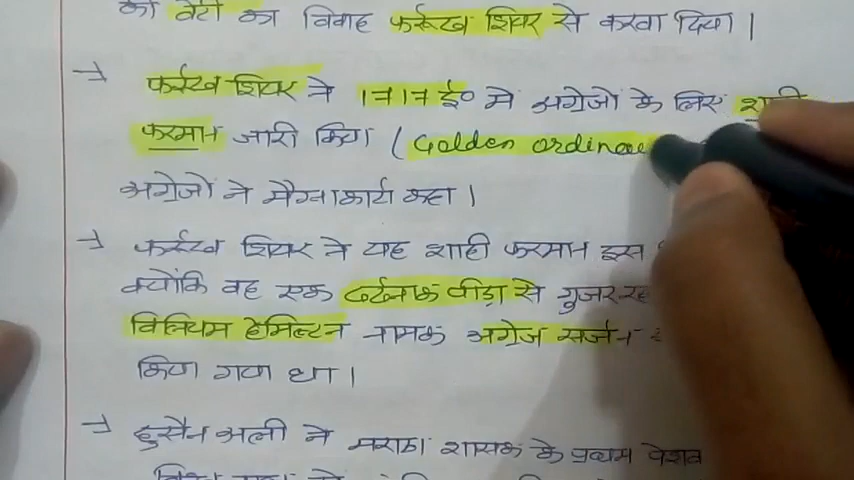 की बेटी का विवाह फर्रूख शियर से करवा दिया ।
→ फर्रुख शियर ने 1717 ई० में अंग्रेजों के लिए शाही
फरमान जारी किया (Golden ordinau
अंग्रेजों ने मैग्नाकार्टा कहा ।
→ फर्रुख शियर ने यह शाही फरमान इस
क्योंकि वह एक दर्दनाक पीड़ा से गुजर रह
विलियम हेमिल्टन नामक अंग्रेज सर्जन
किया गया था ।
→ हुसैन अली ने मराठा शासक के प्रथम पेशव